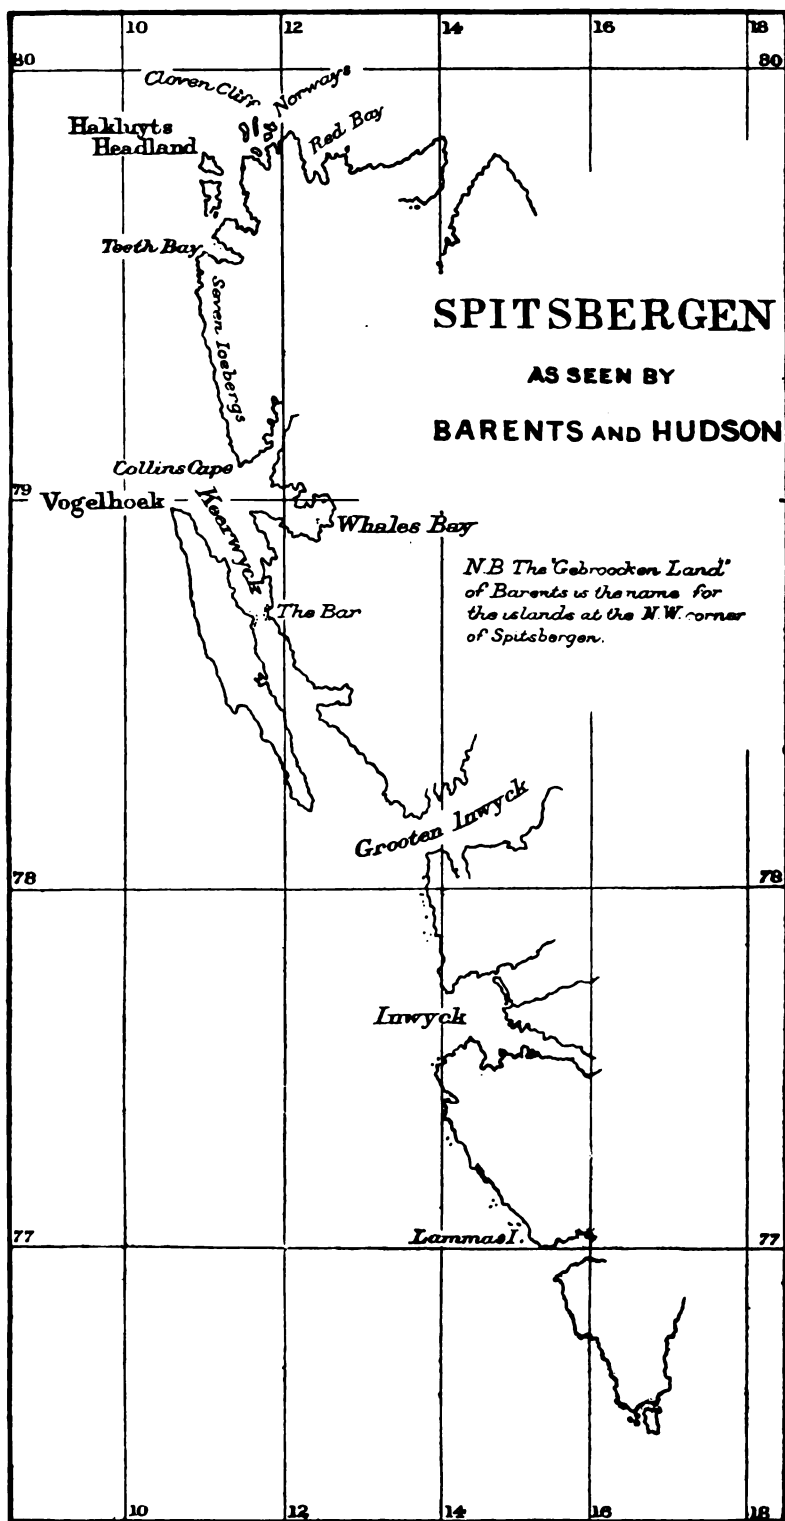 10 12 14 16 18
80 80
Cloven Cliff
Norways
Hakluyts
Headland
Red Bay
Teeth Bay
Seven Icebergs
SPITSBERGEN
AS SEEN BY
BARENTS AND HUDSON
Collins Cape
79
Vogelhoek
Keerwyck
Whales Bay
N.B The "Gebroocken Land"
of Barents is the name for
the islands at the N.W. corner
of Spitsbergen.
The Bar
Grooten Inwyck
78 78
Inwyck
Lammas I.
77 77
10 12 14 16 18